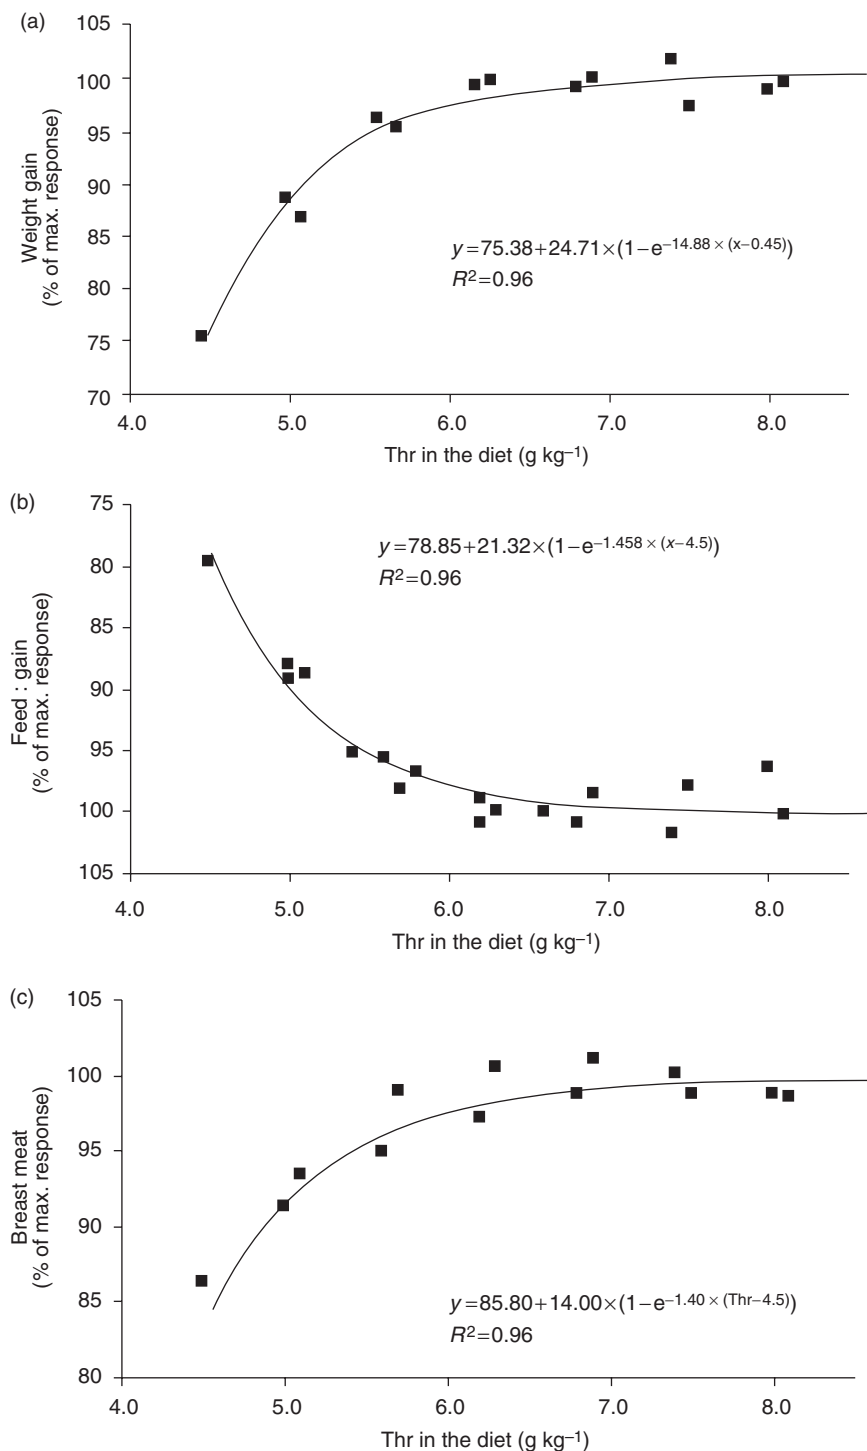 (a)
105
100
95
90
85
80
75
70
Weight gain
(% of max. response)
y=75.38+24.71×(1−e−14.88 × (x−0.45))
R2=0.96
4.0 5.0 6.0 7.0 8.0
Thr in the diet (g kg−1)
(b)
75
80
85
90
95
100
105
Feed : gain
(% of max. response)
y=78.85+21.32×(1−e−1.458 × (x−4.5))
R2=0.96
4.0 5.0 6.0 7.0 8.0
Thr in the diet (g kg−1)
(c)
105
100
95
90
85
80
Breast meat
(% of max. response)
y=85.80+14.00×(1−e−1.40 × (Thr−4.5))
R2=0.96
4.0 5.0 6.0 7.0 8.0
Thr in the diet (g kg−1)